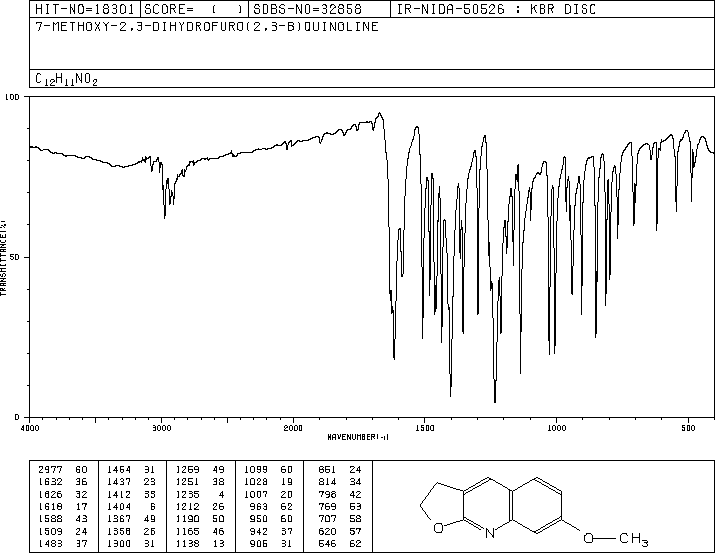 HIT-NO=18301 SCORE= ( ) SDBS-NO=32858 IR-NIDA-50526 : KBR DISC
7-METHOXY-2,3-DIHYDROFURO(2,3-B)QUINOLINE
C12H11NO2
100
50
0
TRANSMITTANCE(%)
4000 3000 2000 1500 1000 500
WAVENUMBER(-1)
2977 60 1464 31 1269 49 1099 60 851 24
1632 36 1437 23 1251 38 1028 19 814 34
1626 32 1412 35 1235 4 1007 20 798 42
1618 17 1404 6 1212 26 963 62 769 53
1588 43 1367 49 1190 50 950 60 707 58
1509 24 1358 26 1165 46 942 37 620 57
1483 37 1300 31 1138 13 906 31 546 62
O N O CH3